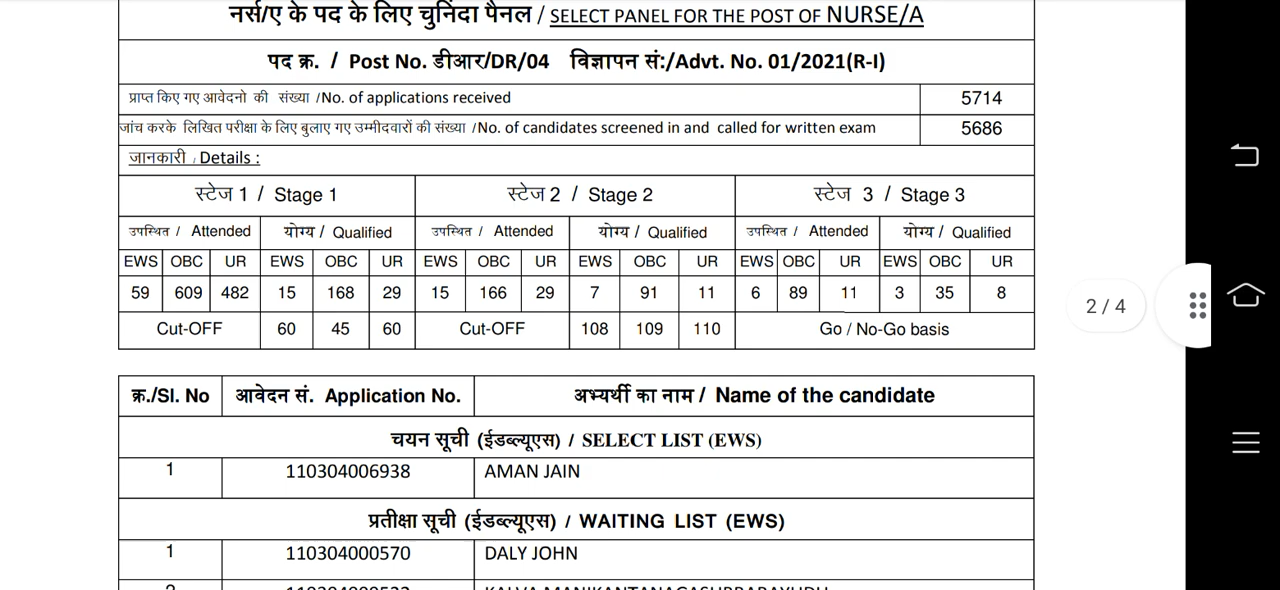 नर्स/ए के पद के लिए चुनिंदा पैनल / SELECT PANEL FOR THE POST OF NURSE/A
पद क्र. / Post No. डीआर/DR/04 विज्ञापन सं:/Advt. No. 01/2021(R-I)
प्राप्त किए गए आवेदनो की संख्या /No. of applications received 5714
जांच करके लिखित परीक्षा के लिए बुलाए गए उम्मीदवारों की संख्या /No. of candidates screened in and called for written exam 5686
जानकारी / Details :
स्टेज 1 / Stage 1 स्टेज 2 / Stage 2 स्टेज 3 / Stage 3
उपस्थित / Attended योग्य / Qualified उपस्थित / Attended योग्य / Qualified उपस्थित / Attended योग्य / Qualified
EWS OBC UR EWS OBC UR EWS OBC UR EWS OBC UR EWS OBC UR EWS OBC UR
59 609 482 15 168 29 15 166 29 7 91 11 6 89 11 3 35 8
Cut-OFF 60 45 60 Cut-OFF 108 109 110 Go / No-Go basis
2 / 4
क्र./Sl. No आवेदन सं. Application No. अभ्यर्थी का नाम / Name of the candidate
चयन सूची (ईडब्ल्यूएस) / SELECT LIST (EWS)
1 110304006938 AMAN JAIN
प्रतीक्षा सूची (ईडब्ल्यूएस) / WAITING LIST (EWS)
1 110304000570 DALY JOHN